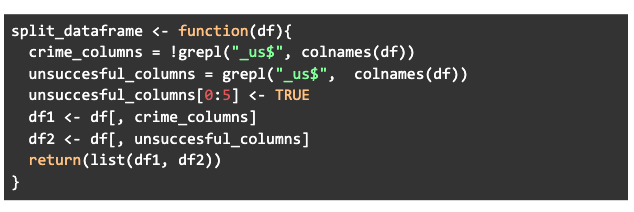 split_dataframe <- function(df){
  crime_columns = !grepl("_us$", colnames(df))
  unsuccesful_columns = grepl("_us$",  colnames(df))
  unsuccesful_columns[0:5] <- TRUE
  df1 <- df[, crime_columns]
  df2 <- df[, unsuccesful_columns]
  return(list(df1, df2))
}